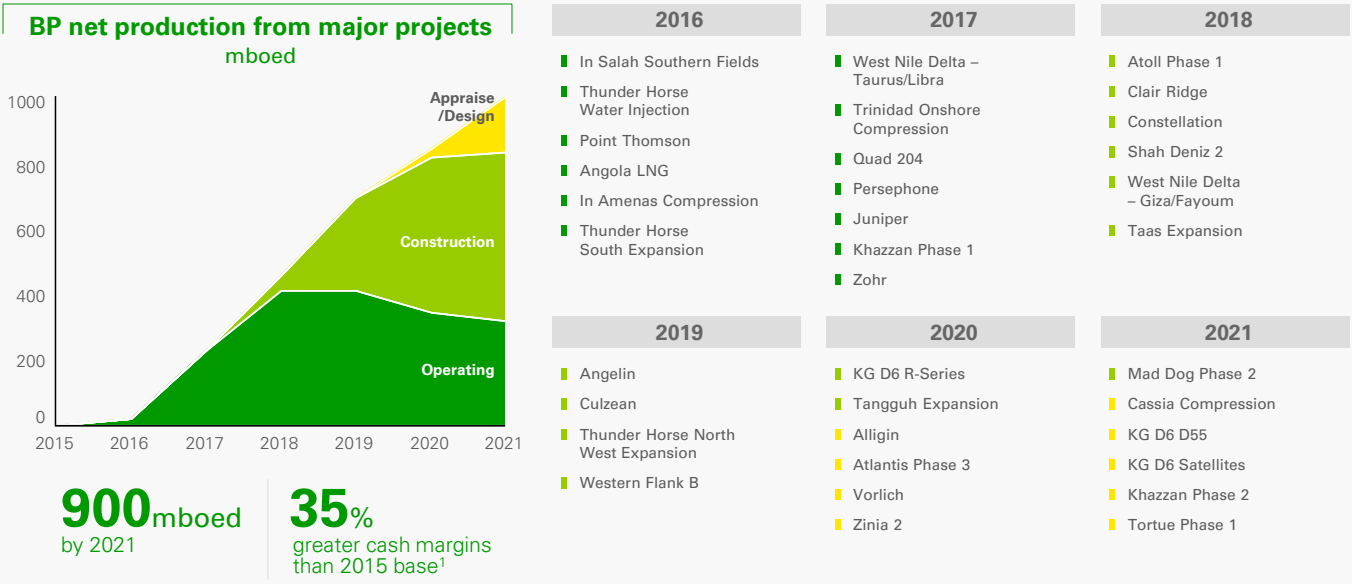 BP net production from major projects
mboed
1000
800
600
400
200
0
2015 2016 2017 2018 2019 2020 2021
Appraise
/Design
Construction
Operating
900mboed
by 2021
35%
greater cash margins
than 2015 base¹
2016
In Salah Southern Fields
Thunder Horse
Water Injection
Point Thomson
Angola LNG
In Amenas Compression
Thunder Horse
South Expansion
2017
West Nile Delta –
Taurus/Libra
Trinidad Onshore
Compression
Quad 204
Persephone
Juniper
Khazzan Phase 1
Zohr
2018
Atoll Phase 1
Clair Ridge
Constellation
Shah Deniz 2
West Nile Delta
– Giza/Fayoum
Taas Expansion
2019
Angelin
Culzean
Thunder Horse North
West Expansion
Western Flank B
2020
KG D6 R-Series
Tangguh Expansion
Alligin
Atlantis Phase 3
Vorlich
Zinia 2
2021
Mad Dog Phase 2
Cassia Compression
KG D6 D55
KG D6 Satellites
Khazzan Phase 2
Tortue Phase 1